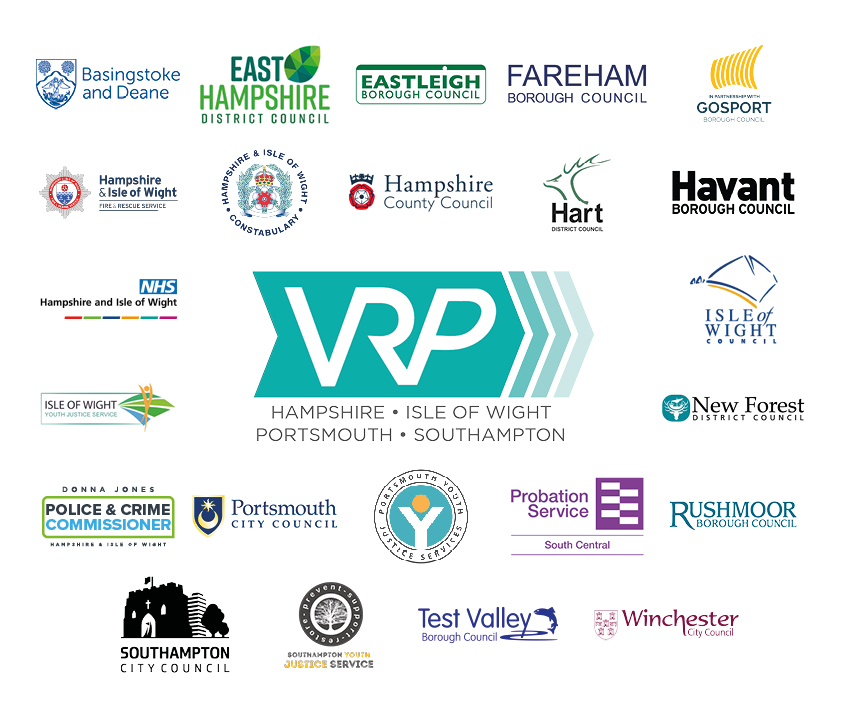 Basingstoke
and Deane
EAST
HAMPSHIRE
DISTRICT COUNCIL
EASTLEIGH
BOROUGH COUNCIL
FAREHAM
BOROUGH COUNCIL
IN PARTNERSHIP WITH
GOSPORT
BOROUGH COUNCIL
Hampshire
& Isle of Wight
FIRE & RESCUE SERVICE
HAMPSHIRE & ISLE OF WIGHT
• CONSTABULARY •
Hampshire
County Council
Hart
DISTRICT COUNCIL
Havant
BOROUGH COUNCIL
NHS
Hampshire and Isle of Wight
VRP
HAMPSHIRE • ISLE OF WIGHT
PORTSMOUTH • SOUTHAMPTON
ISLE of
WIGHT
COUNCIL
ISLE OF WIGHT
YOUTH JUSTICE SERVICE
New Forest
DISTRICT COUNCIL
DONNA JONES
POLICE & CRIME
COMMISSIONER
HAMPSHIRE & ISLE OF WIGHT
Portsmouth
CITY COUNCIL
PORTSMOUTH YOUTH
JUSTICE SERVICES
Probation
Service
South Central
RUSHMOOR
BOROUGH COUNCIL
SOUTHAMPTON
CITY COUNCIL
prevent-support-restore-
SOUTHAMPTON YOUTH
JUSTICE SERVICE
Test Valley
Borough Council
Winchester
City Council